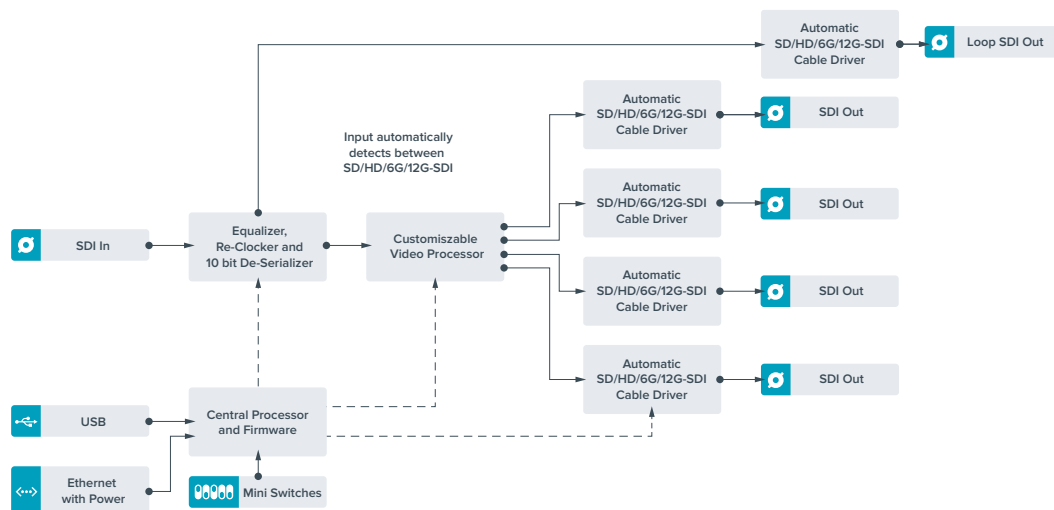 Automatic
SD/HD/6G/12G-SDI
Cable Driver
Loop SDI Out
Automatic
SD/HD/6G/12G-SDI
Cable Driver
SDI Out
Input automatically
detects between
SD/HD/6G/12G-SDI
Automatic
SD/HD/6G/12G-SDI
Cable Driver
SDI Out
SDI In
Equalizer,
Re-Clocker and
10 bit De-Serializer
Customiszable
Video Processor
Automatic
SD/HD/6G/12G-SDI
Cable Driver
SDI Out
Automatic
SD/HD/6G/12G-SDI
Cable Driver
SDI Out
USB
Central Processor
and Firmware
Ethernet
with Power
Mini Switches